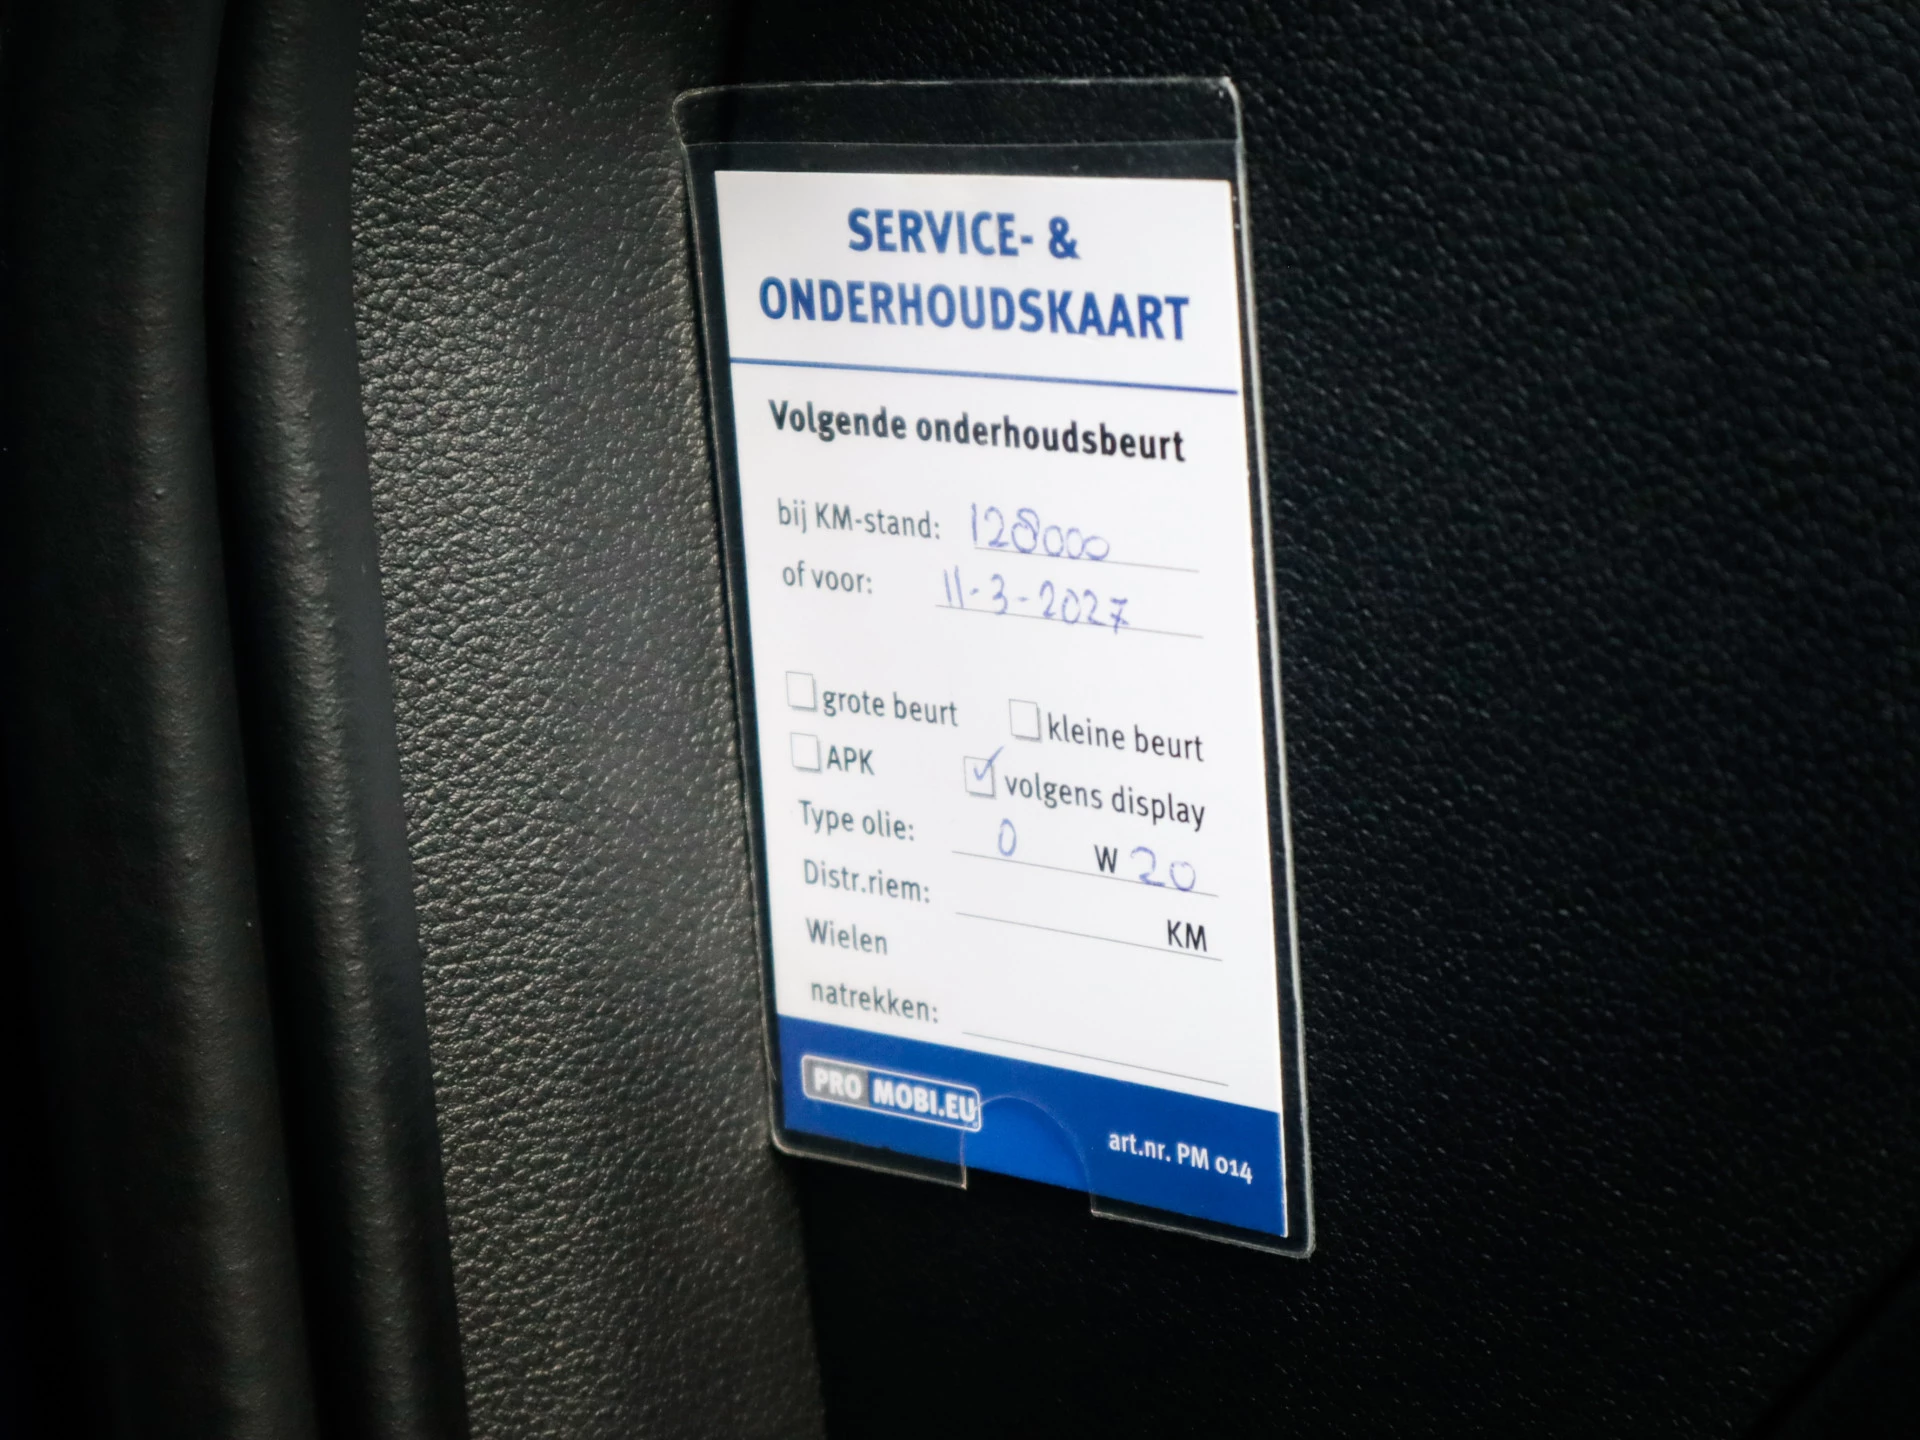 SERVICE- &
ONDERHOUDSKAART
Volgende onderhoudsbeurt
bij KM-stand: 128000
of voor: 11-3-2027
grote beurt kleine beurt
APK volgens display
Type olie: 0 W 20
Distr.riem: KM
Wielen
natrekken:
PRO MOBI.EU art.nr. PM 014